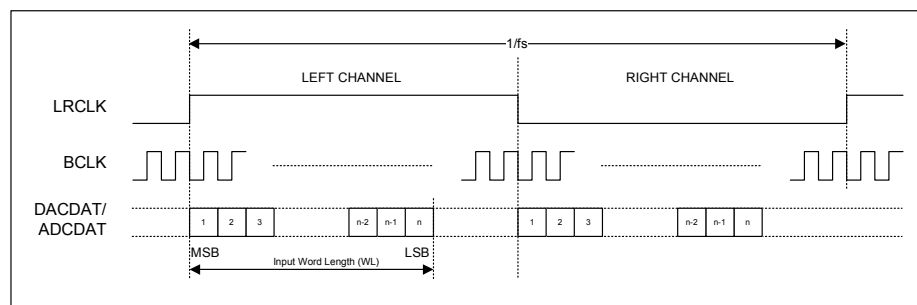 1/fs
LEFT CHANNEL RIGHT CHANNEL
LRCLK
BCLK
DACDAT/
ADCDAT
1 2 3 n-2 n-1 n 1 2 3 n-2 n-1 n
MSB LSB
Input Word Length (WL)